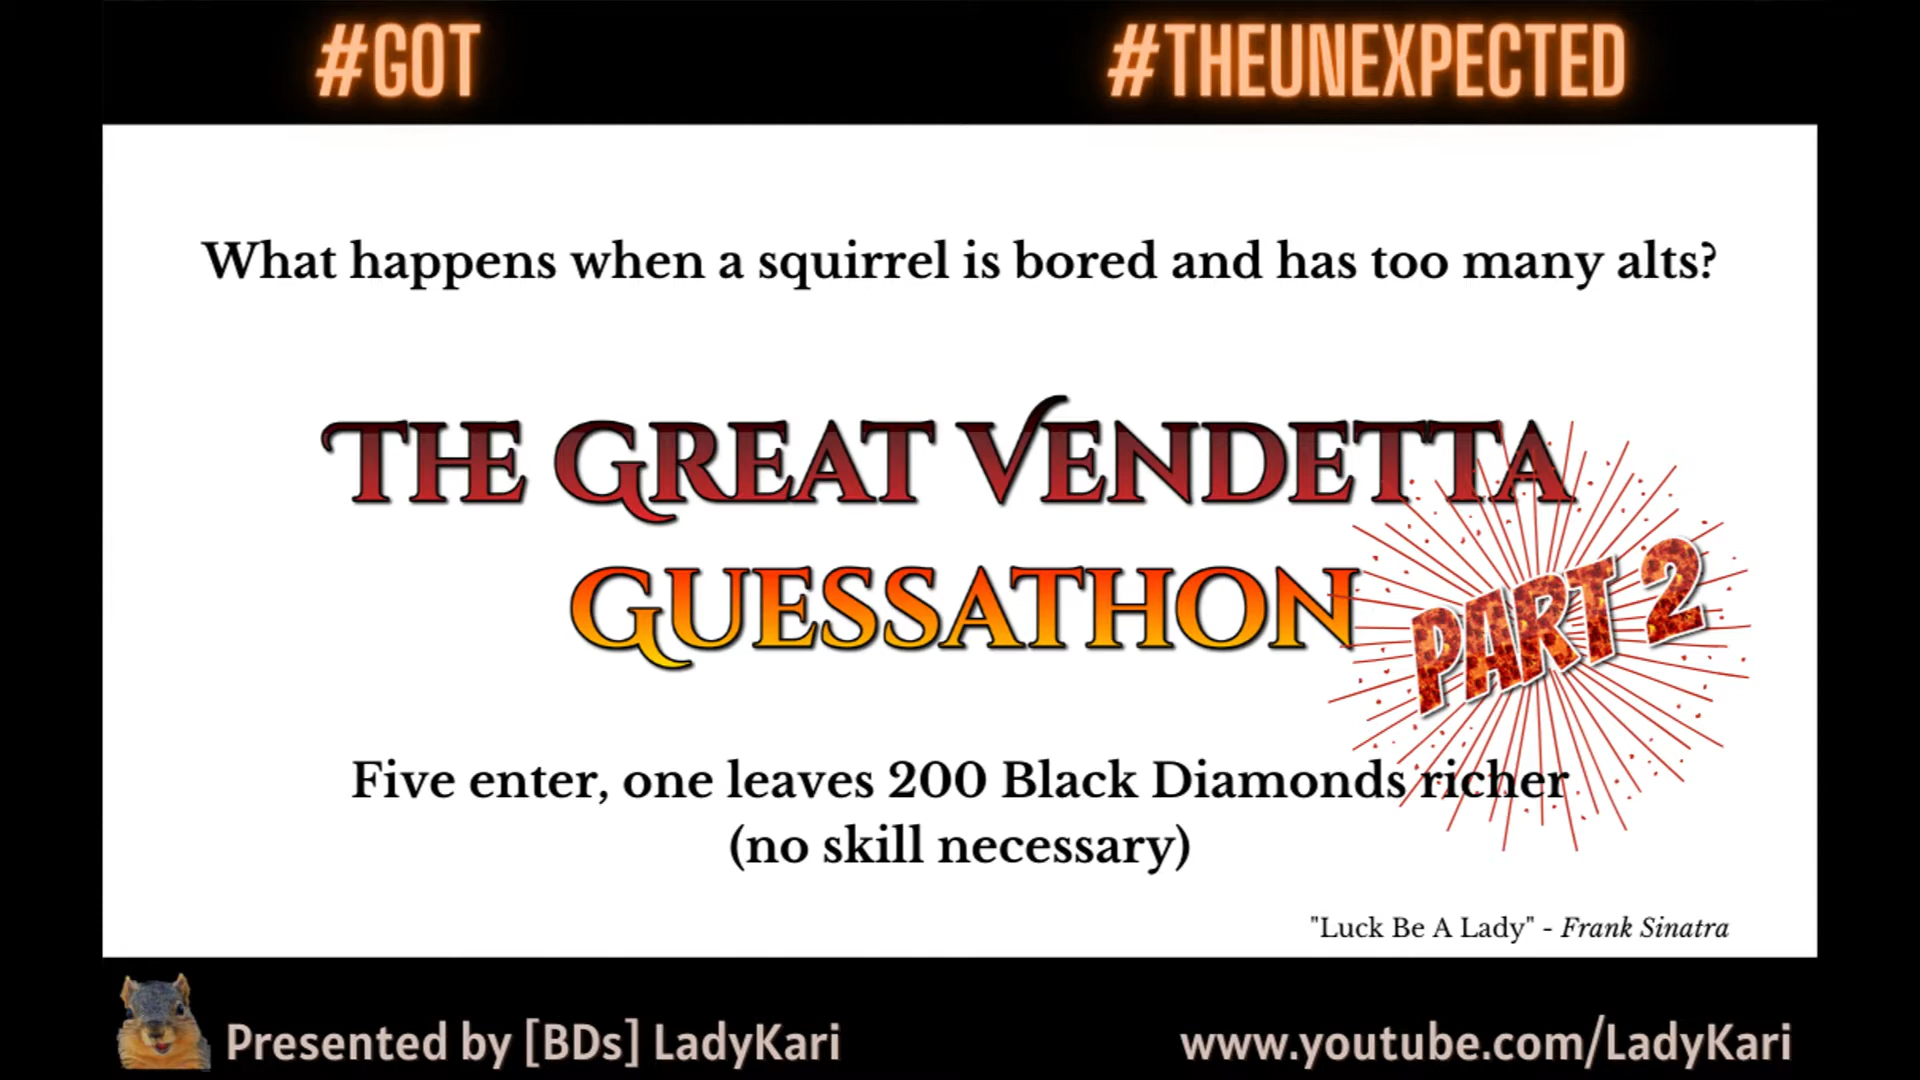 #GOT #THEUNEXPECTED
What happens when a squirrel is bored and has too many alts?
THE GREAT VENDETTA
GUESSATHON
PART 2
Five enter, one leaves 200 Black Diamonds richer
(no skill necessary)
"Luck Be A Lady" - Frank Sinatra
Presented by [BDs] LadyKari www.youtube.com/LadyKari